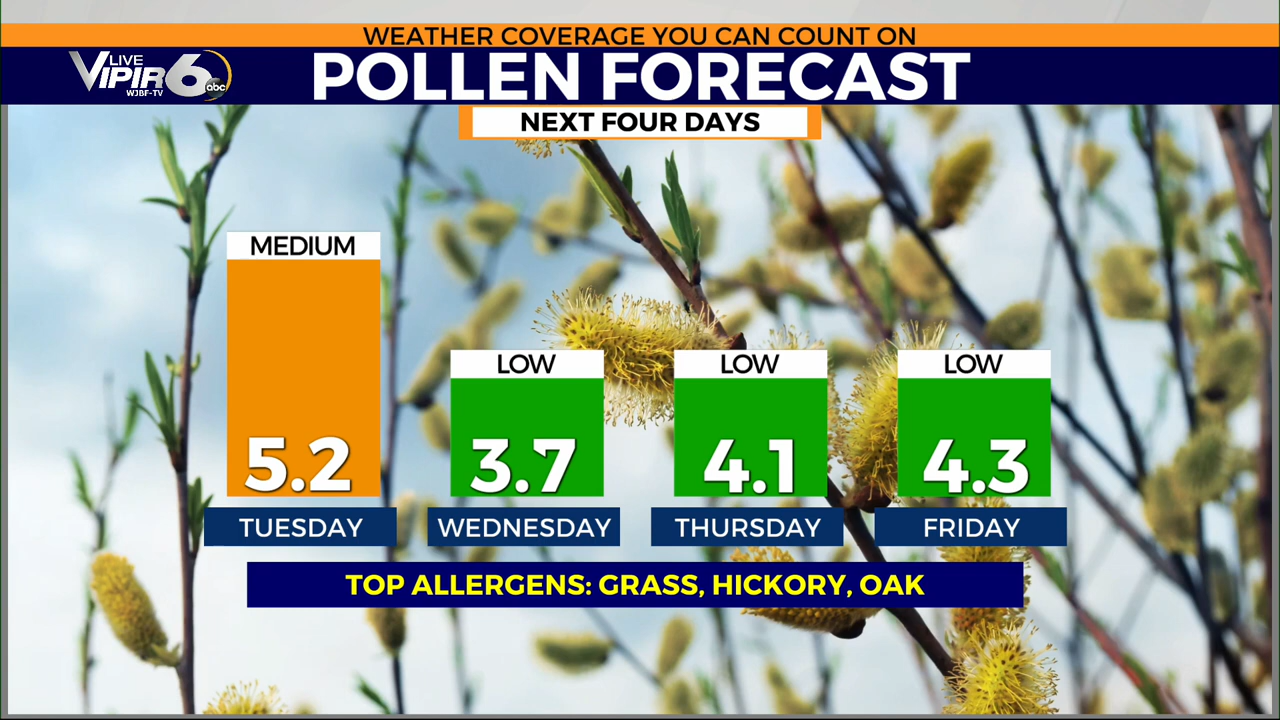 WEATHER COVERAGE YOU CAN COUNT ON
LIVE
VIPIR 6
WJBF-TV
abc
POLLEN FORECAST
NEXT FOUR DAYS
MEDIUM
5.2
TUESDAY
LOW
3.7
WEDNESDAY
LOW
4.1
THURSDAY
LOW
4.3
FRIDAY
TOP ALLERGENS: GRASS, HICKORY, OAK